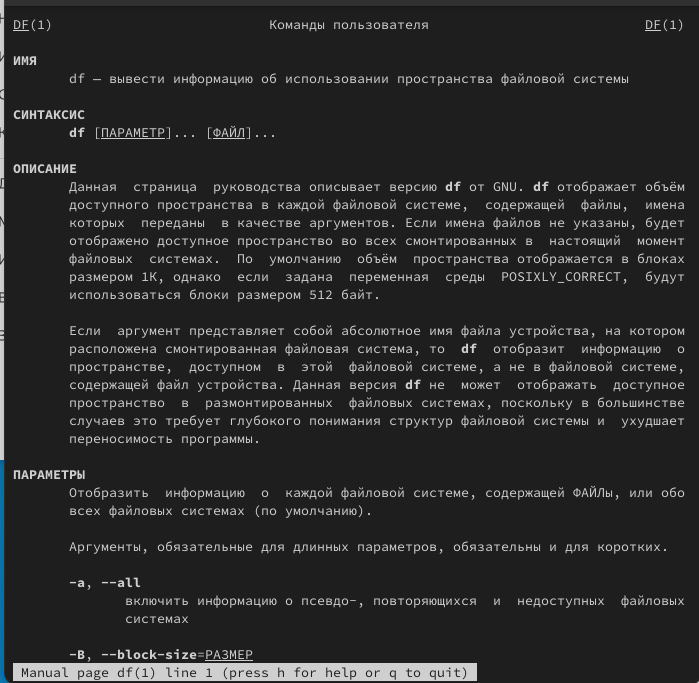 DF(1) Команды пользователя DF(1)
ИМЯ
df — вывести информацию об использовании пространства файловой системы
СИНТАКСИС
df [ПАРАМЕТР]... [ФАЙЛ]...
ОПИСАНИЕ
Данная страница руководства описывает версию df от GNU. df отображает объём
доступного пространства в каждой файловой системе, содержащей файлы, имена
которых переданы в качестве аргументов. Если имена файлов не указаны, будет
отображено доступное пространство во всех смонтированных в настоящий момент
файловых системах. По умолчанию объём пространства отображается в блоках
размером 1K, однако если задана переменная среды POSIXLY_CORRECT, будут
использоваться блоки размером 512 байт.
Если аргумент представляет собой абсолютное имя файла устройства, на котором
расположена смонтированная файловая система, то df отобразит информацию о
пространстве, доступном в этой файловой системе, а не в файловой системе,
содержащей файл устройства. Данная версия df не может отображать доступное
пространство в размонтированных файловых системах, поскольку в большинстве
случаев это требует глубокого понимания структур файловой системы и ухудшает
переносимость программы.
ПАРАМЕТРЫ
Отобразить информацию о каждой файловой системе, содержащей ФАЙЛы, или обо
всех файловых системах (по умолчанию).
Аргументы, обязательные для длинных параметров, обязательны и для коротких.
-a, --all
включить информацию о псевдо-, повторяющихся и недоступных файловых
системах
-B, --block-size=РАЗМЕР
Manual page df(1) line 1 (press h for help or q to quit)